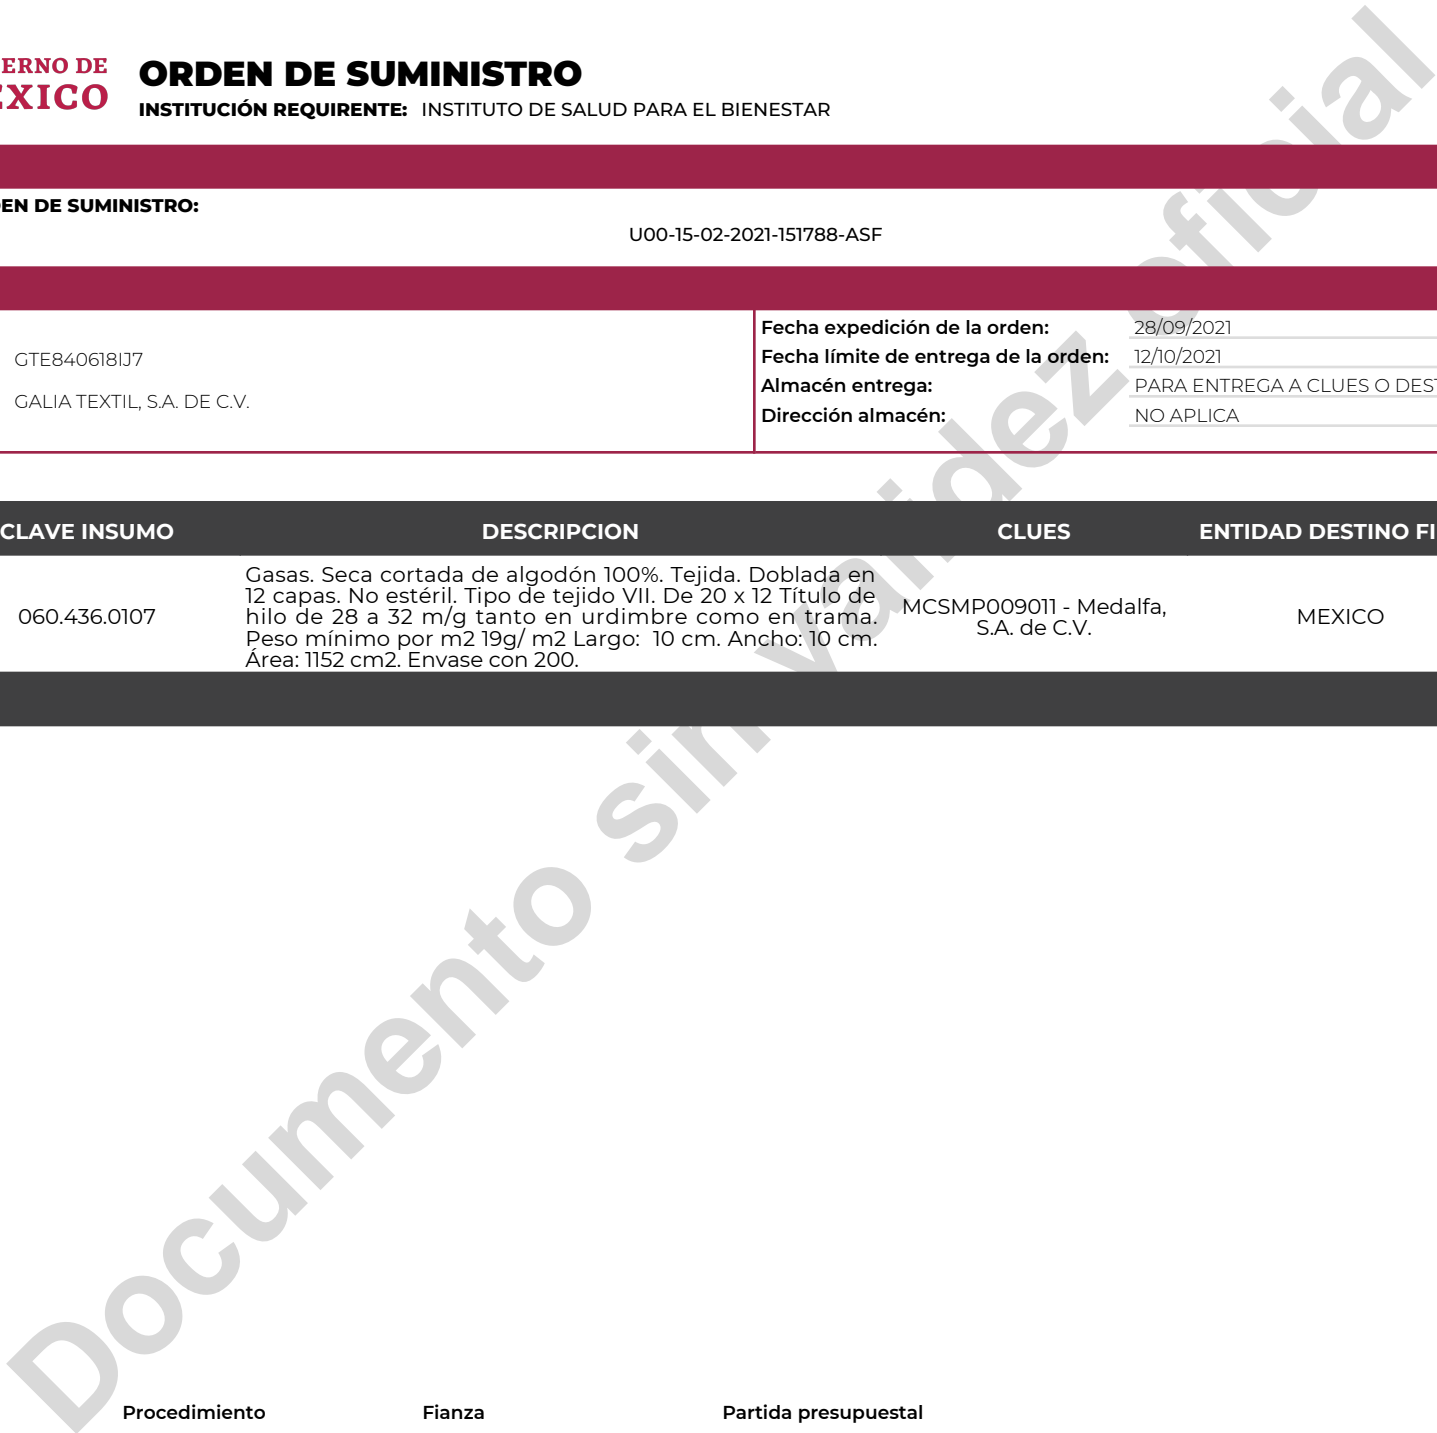 ERNO DE
EXICO
ORDEN DE SUMINISTRO
INSTITUCIÓN REQUIRENTE: INSTITUTO DE SALUD PARA EL BIENESTAR
EN DE SUMINISTRO:
U00-15-02-2021-151788-ASF
GTE840618IJ7
GALIA TEXTIL, S.A. DE C.V.
Fecha expedición de la orden: 28/09/2021
Fecha límite de entrega de la orden: 12/10/2021
Almacén entrega: PARA ENTREGA A CLUES O DEST
Dirección almacén: NO APLICA
CLAVE INSUMO DESCRIPCION CLUES ENTIDAD DESTINO FI
060.436.0107
Gasas. Seca cortada de algodón 100%. Tejida. Doblada en
12 capas. No estéril. Tipo de tejido VII. De 20 x 12 Título de
hilo de 28 a 32 m/g tanto en urdimbre como en trama.
Peso mínimo por m2 19g/ m2 Largo: 10 cm. Ancho: 10 cm.
Área: 1152 cm2. Envase con 200.
MCSMP009011 - Medalfa,
S.A. de C.V.
MEXICO
Documento sin validez oficial
Procedimiento Fianza Partida presupuestal